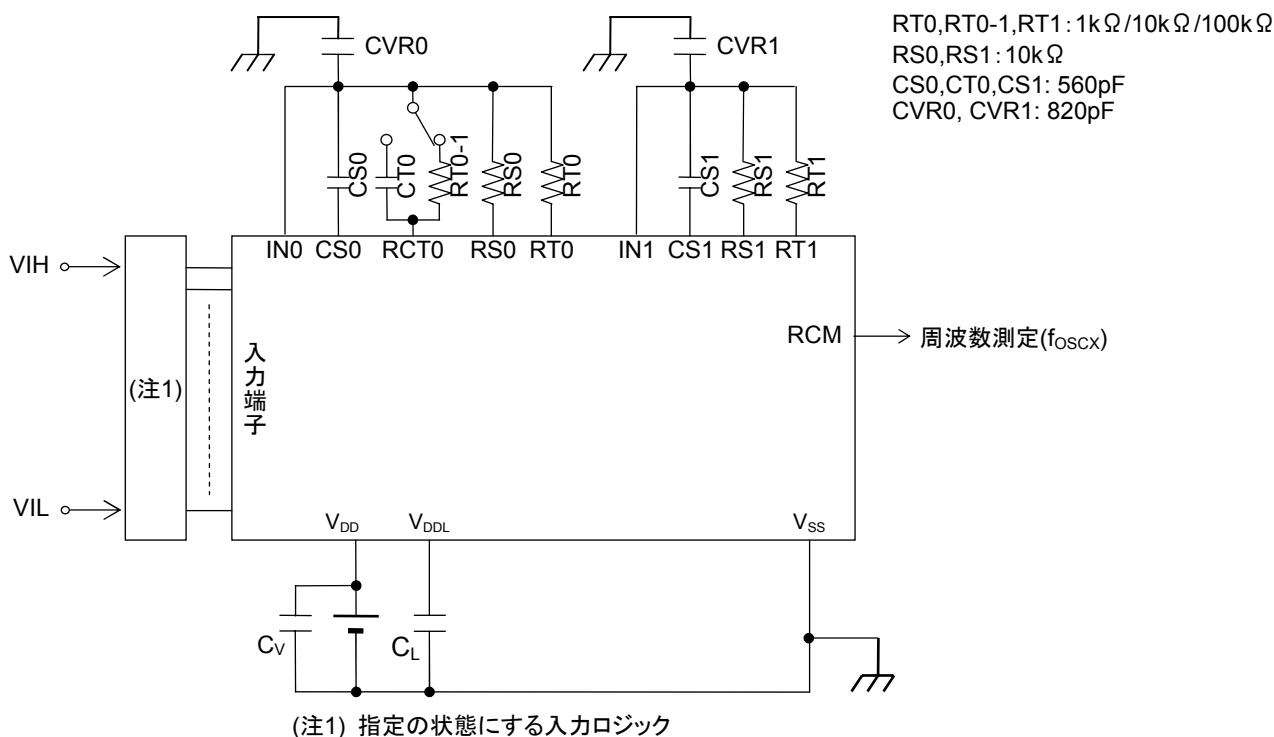 RT0,RT0-1,RT1: 1kΩ/10kΩ/100kΩ
RS0,RS1: 10kΩ
CS0,CT0,CS1: 560pF
CVR0, CVR1: 820pF
CVR0
CVR1
CS0
CT0
RT0-1
RS0
RT0
CS1
RS1
RT1
IN0 CS0 RCT0 RS0 RT0
IN1 CS1 RS1 RT1
VIH
(注1)
入力端子
RCM
周波数測定(fOSCX)
VIL
VDD
VDDL
VSS
CV
CL
(注1) 指定の状態にする入力ロジック